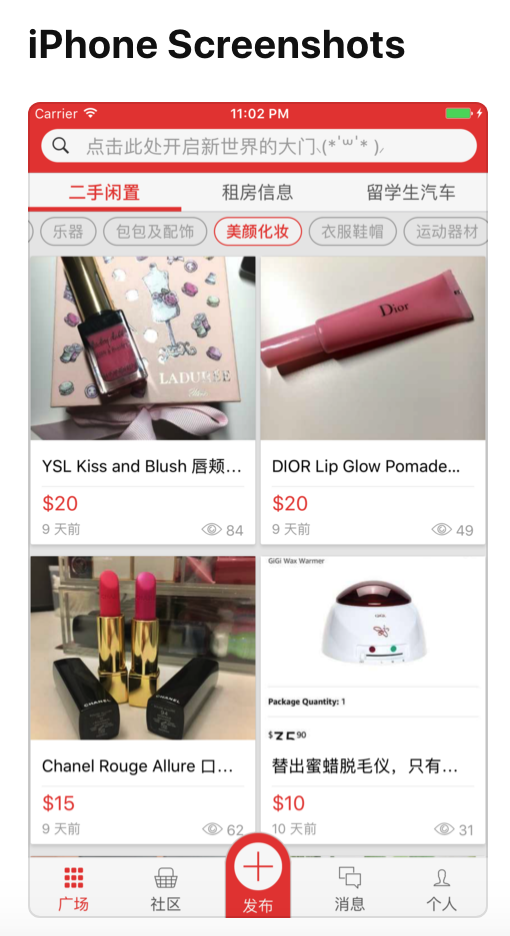 iPhone Screenshots
Carrier 11:02 PM
点击此处开启新世界的大门ヽ(*'ω'*)ﾉ
二手闲置 租房信息 留学生汽车
乐器 包包及配饰 美颜化妆 衣服鞋帽 运动器材
LADURÉE
Dior
YSL Kiss and Blush 唇颊...
DIOR Lip Glow Pomade...
$20
$20
9 天前 84
9 天前 49
GiGi Wax Warmer
CHANEL
CHANEL
Package Quantity: 1
Chanel Rouge Allure 口...
替出蜜蜡脱毛仪，只有...
$15
$10
9 天前 62
10 天前 31
广场 社区 发布 消息 个人